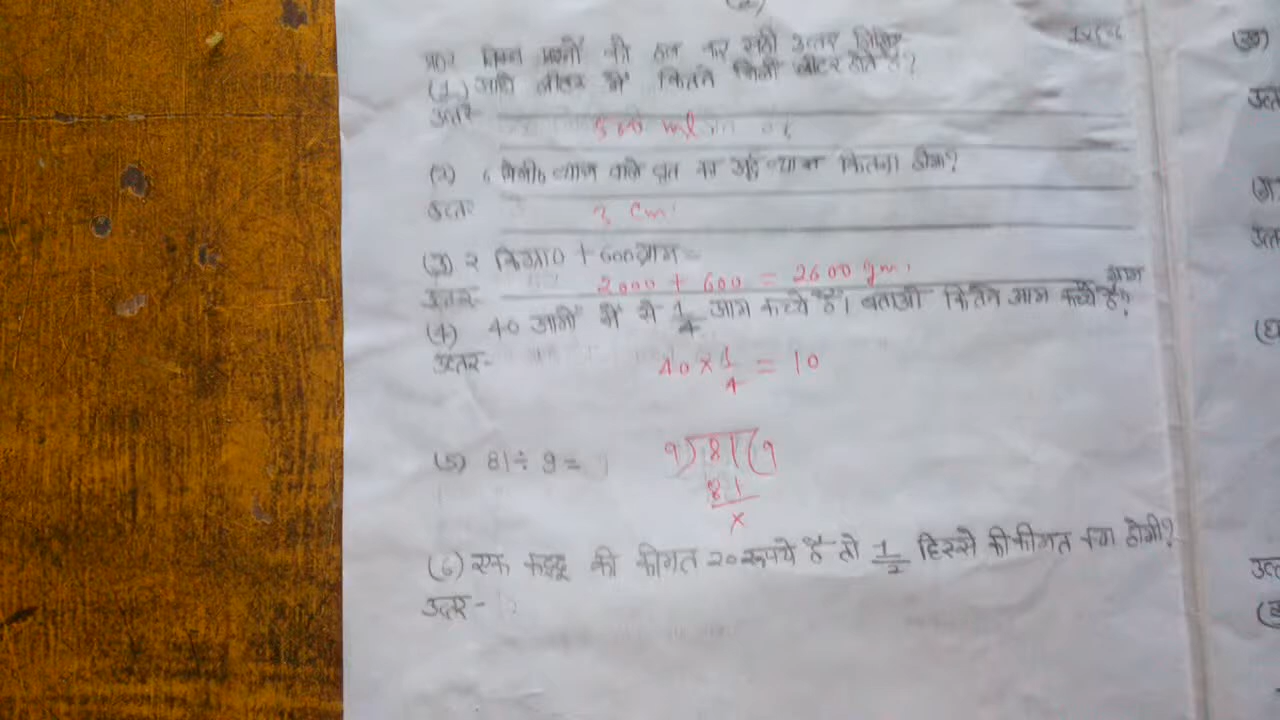 (2)
प्र02 निम्न प्रश्नों को हल कर सही उत्तर लिखिए
(1) आधे लीटर में कितने मिली लीटर होते है?
उत्तर
500 ml
(2) 6 व्यास वाले वृत का अर्द्ध व्यास कितना होगा?
उत्तर
3 cm.
(3) २ कि0ग्रा0 + 600 ग्राम =
उत्तर- 2000 + 600 = 2600 gm.
(4) 40 आमों में से 1/4 आम कच्चे है। बताओ कितने आम कच्चे है?
उत्तर-
40 × 1/4 = 10
(5) 81 ÷ 9 =
9)81(9
81
×
(6) एक कद्दू की कीमत 20 रूपये है तो 1/2 हिस्से की कीमत क्या होगी?
उत्तर-